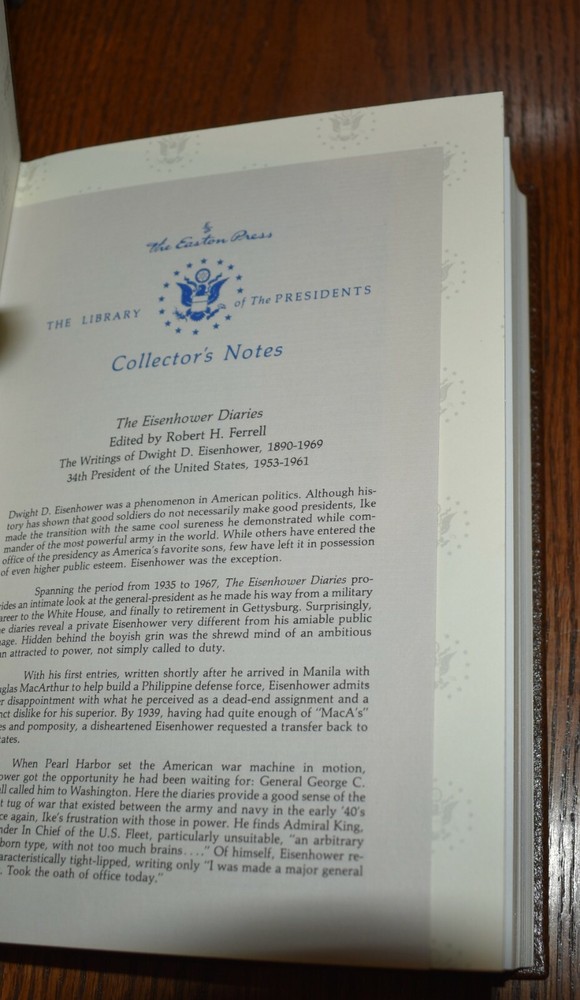 The Easton Press
THE LIBRARY of The PRESIDENTS
Collector's Notes
The Eisenhower Diaries
Edited by Robert H. Ferrell
The Writings of Dwight D. Eisenhower, 1890-1969
34th President of the United States, 1953-1961
Dwight D. Eisenhower was a phenomenon in American politics. Although his-
tory has shown that good soldiers do not necessarily make good presidents, Ike
made the transition with the same cool sureness he demonstrated while com-
mander of the most powerful army in the world. While others have entered the
office of the presidency as America's favorite sons, few have left it in possession
of even higher public esteem. Eisenhower was the exception.
Spanning the period from 1935 to 1967, The Eisenhower Diaries pro-
ides an intimate look at the general-president as he made his way from a military
areer to the White House, and finally to retirement in Gettysburg. Surprisingly,
e diaries reveal a private Eisenhower very different from his amiable public
age. Hidden behind the boyish grin was the shrewd mind of an ambitious
n attracted to power, not simply called to duty.
With his first entries, written shortly after he arrived in Manila with
uglas MacArthur to help build a Philippine defense force, Eisenhower admits
r disappointment with what he perceived as a dead-end assignment and a
nct dislike for his superior. By 1939, having had quite enough of "MacA's"
es and pomposity, a disheartened Eisenhower requested a transfer back to
ates.
When Pearl Harbor set the American war machine in motion,
ower got the opportunity he had been waiting for: General George C.
ll called him to Washington. Here the diaries provide a good sense of the
t tug of war that existed between the army and navy in the early '40's
ce again, Ike's frustration with those in power. He finds Admiral King,
nder In Chief of the U.S. Fleet, particularly unsuitable, "an arbitrary
born type, with not too much brains...." Of himself, Eisenhower re-
aracteristically tight-lipped, writing only "I was made a major general
. Took the oath of office today."